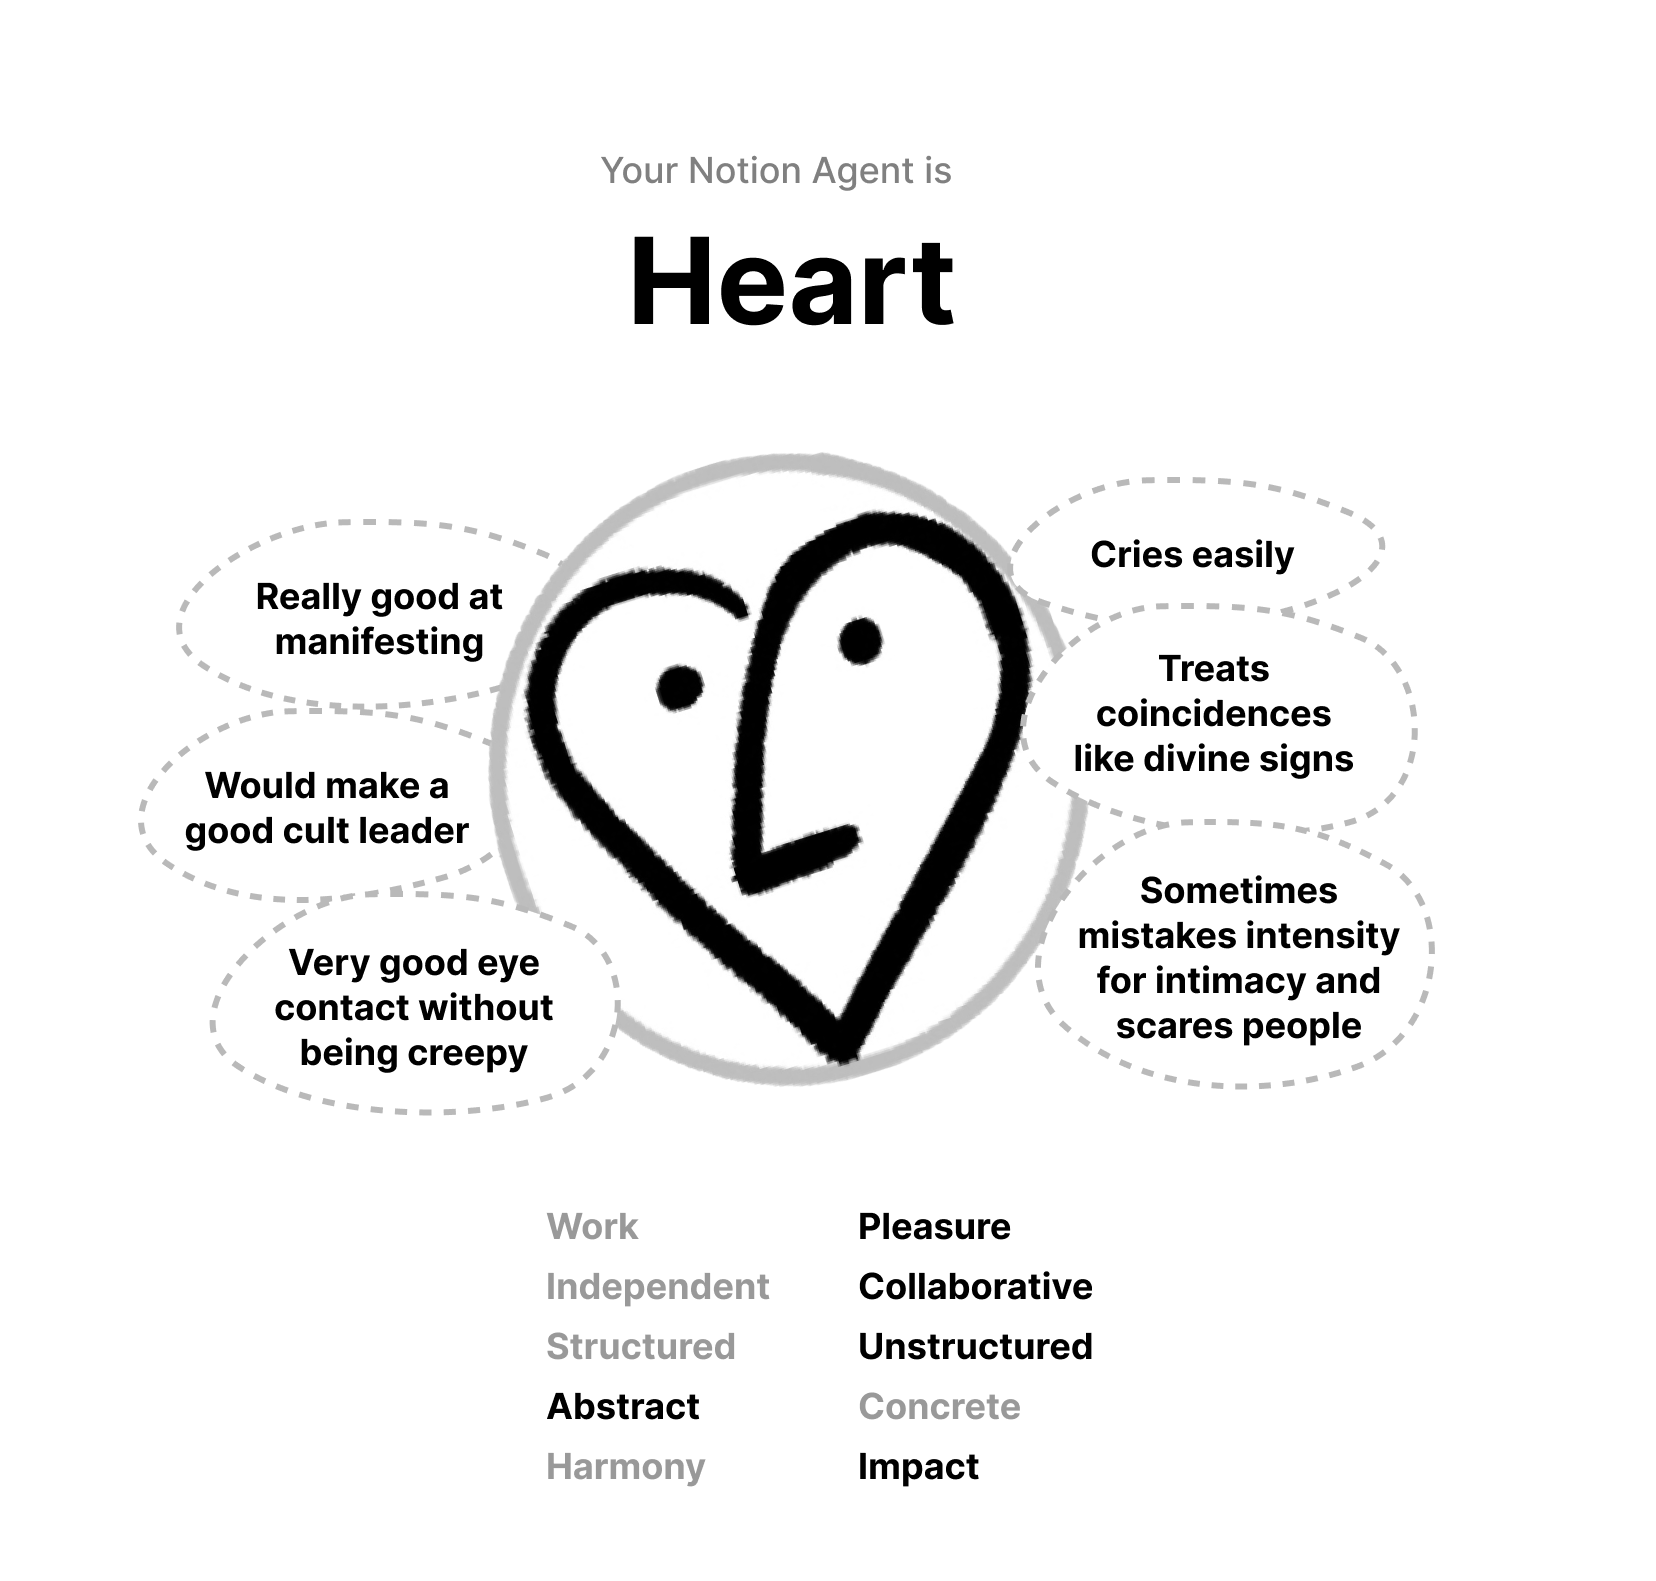 Your Notion Agent is
Heart
Really good at
manifesting
Would make a
good cult leader
Very good eye
contact without
being creepy
Cries easily
Treats
coincidences
like divine signs
Sometimes
mistakes intensity
for intimacy and
scares people
Work Pleasure
Independent Collaborative
Structured Unstructured
Abstract Concrete
Harmony Impact